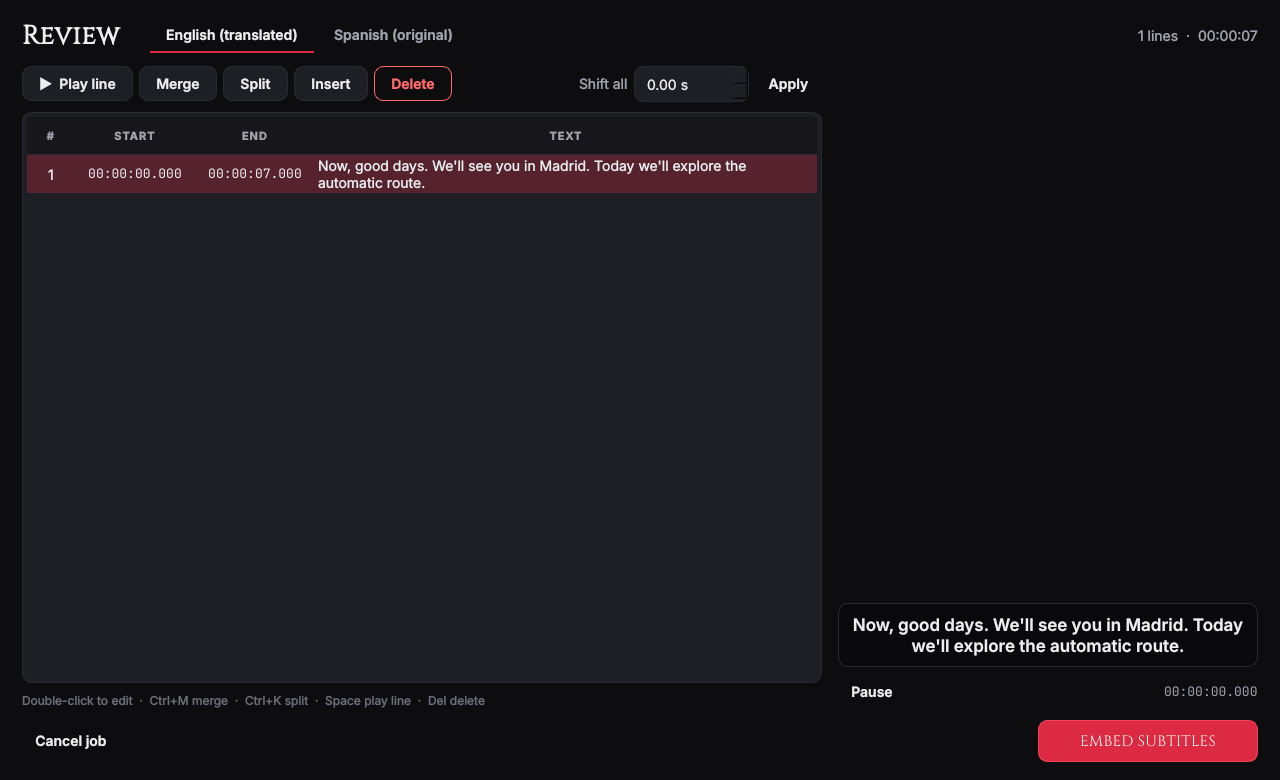 Review
English (translated)
Spanish (original)
1 lines · 00:00:07
▶ Play line
Merge
Split
Insert
Delete
Shift all
0.00 s
Apply
# START END TEXT
1 00:00:00.000 00:00:07.000 Now, good days. We'll see you in Madrid. Today we'll explore the
automatic route.
Now, good days. We'll see you in Madrid. Today
we'll explore the automatic route.
Pause
00:00:00.000
Double-click to edit · Ctrl+M merge · Ctrl+K split · Space play line · Del delete
Cancel job
EMBED SUBTITLES